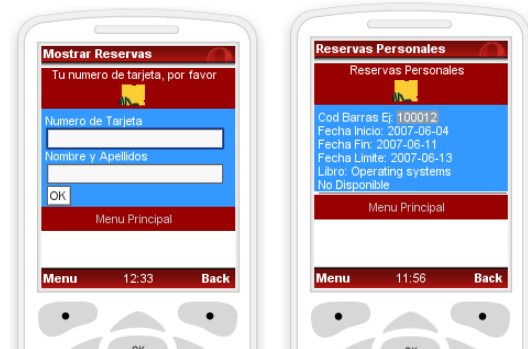 Mostrar Reservas
Tu numero de tarjeta, por favor
Numero de Tarjeta
Nombre y Apellidos
OK
Menu Principal
Menu 12:33 Back
OK
Reservas Personales
Reservas Personales
Cod Barras Ej: 100012
Fecha Inicio: 2007-06-04
Fecha Fin: 2007-06-11
Fecha Limite: 2007-06-13
Libro: Operating systems
No Disponible
Menu Principal
Menu 11:56 Back
OK